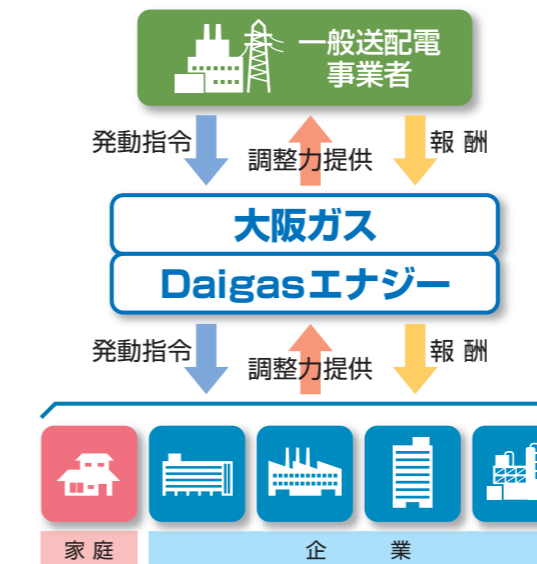 一般送配電
事業者
発動指令
調整力提供
報酬
大阪ガス
Daigasエナジー
発動指令
調整力提供
報酬
家庭
企業